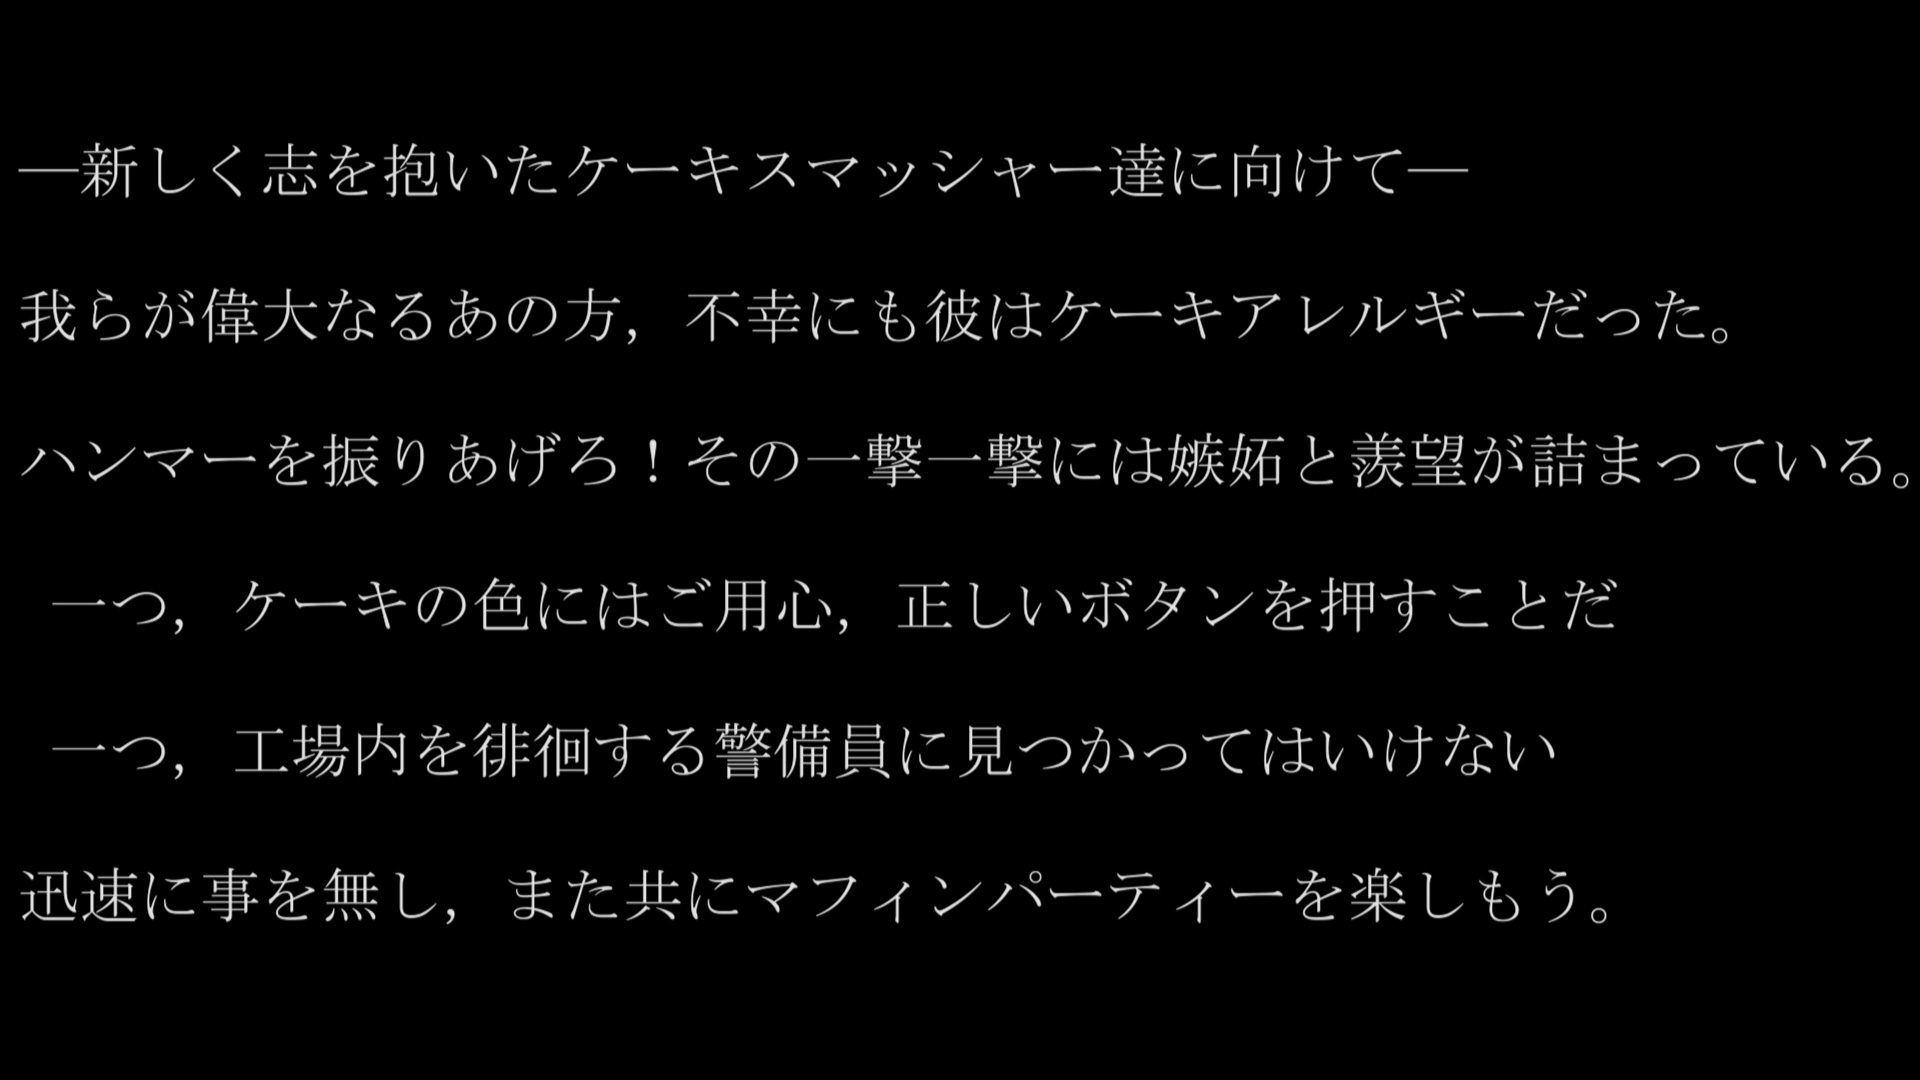 ―新しく志を抱いたケーキスマッシャー達に向けて―
我らが偉大なるあの方，不幸にも彼はケーキアレルギーだった。
ハンマーを振りあげろ！その一撃一撃には嫉妬と羨望が詰まっている。
一つ，ケーキの色にはご用心，正しいボタンを押すことだ
一つ，工場内を徘徊する警備員に見つかってはいけない
迅速に事を無し，また共にマフィンパーティーを楽しもう。